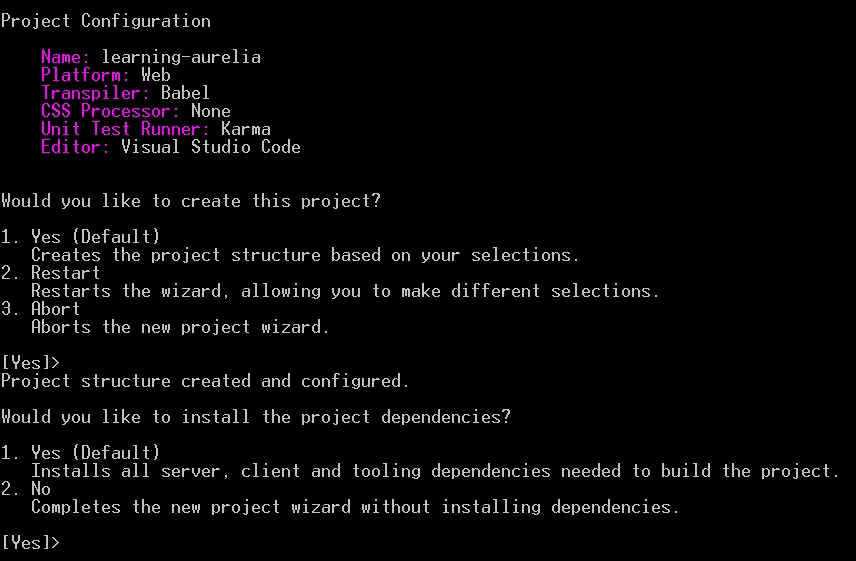 Project Configuration
Name: learning-aurelia
Platform: Web
Transpiler: Babel
CSS Processor: None
Unit Test Runner: Karma
Editor: Visual Studio Code
Would you like to create this project?
1. Yes (Default)
Creates the project structure based on your selections.
2. Restart
Restarts the wizard, allowing you to make different selections.
3. Abort
Aborts the new project wizard.
[Yes]>
Project structure created and configured.
Would you like to install the project dependencies?
1. Yes (Default)
Installs all server, client and tooling dependencies needed to build the project.
2. No
Completes the new project wizard without installing dependencies.
[Yes]>